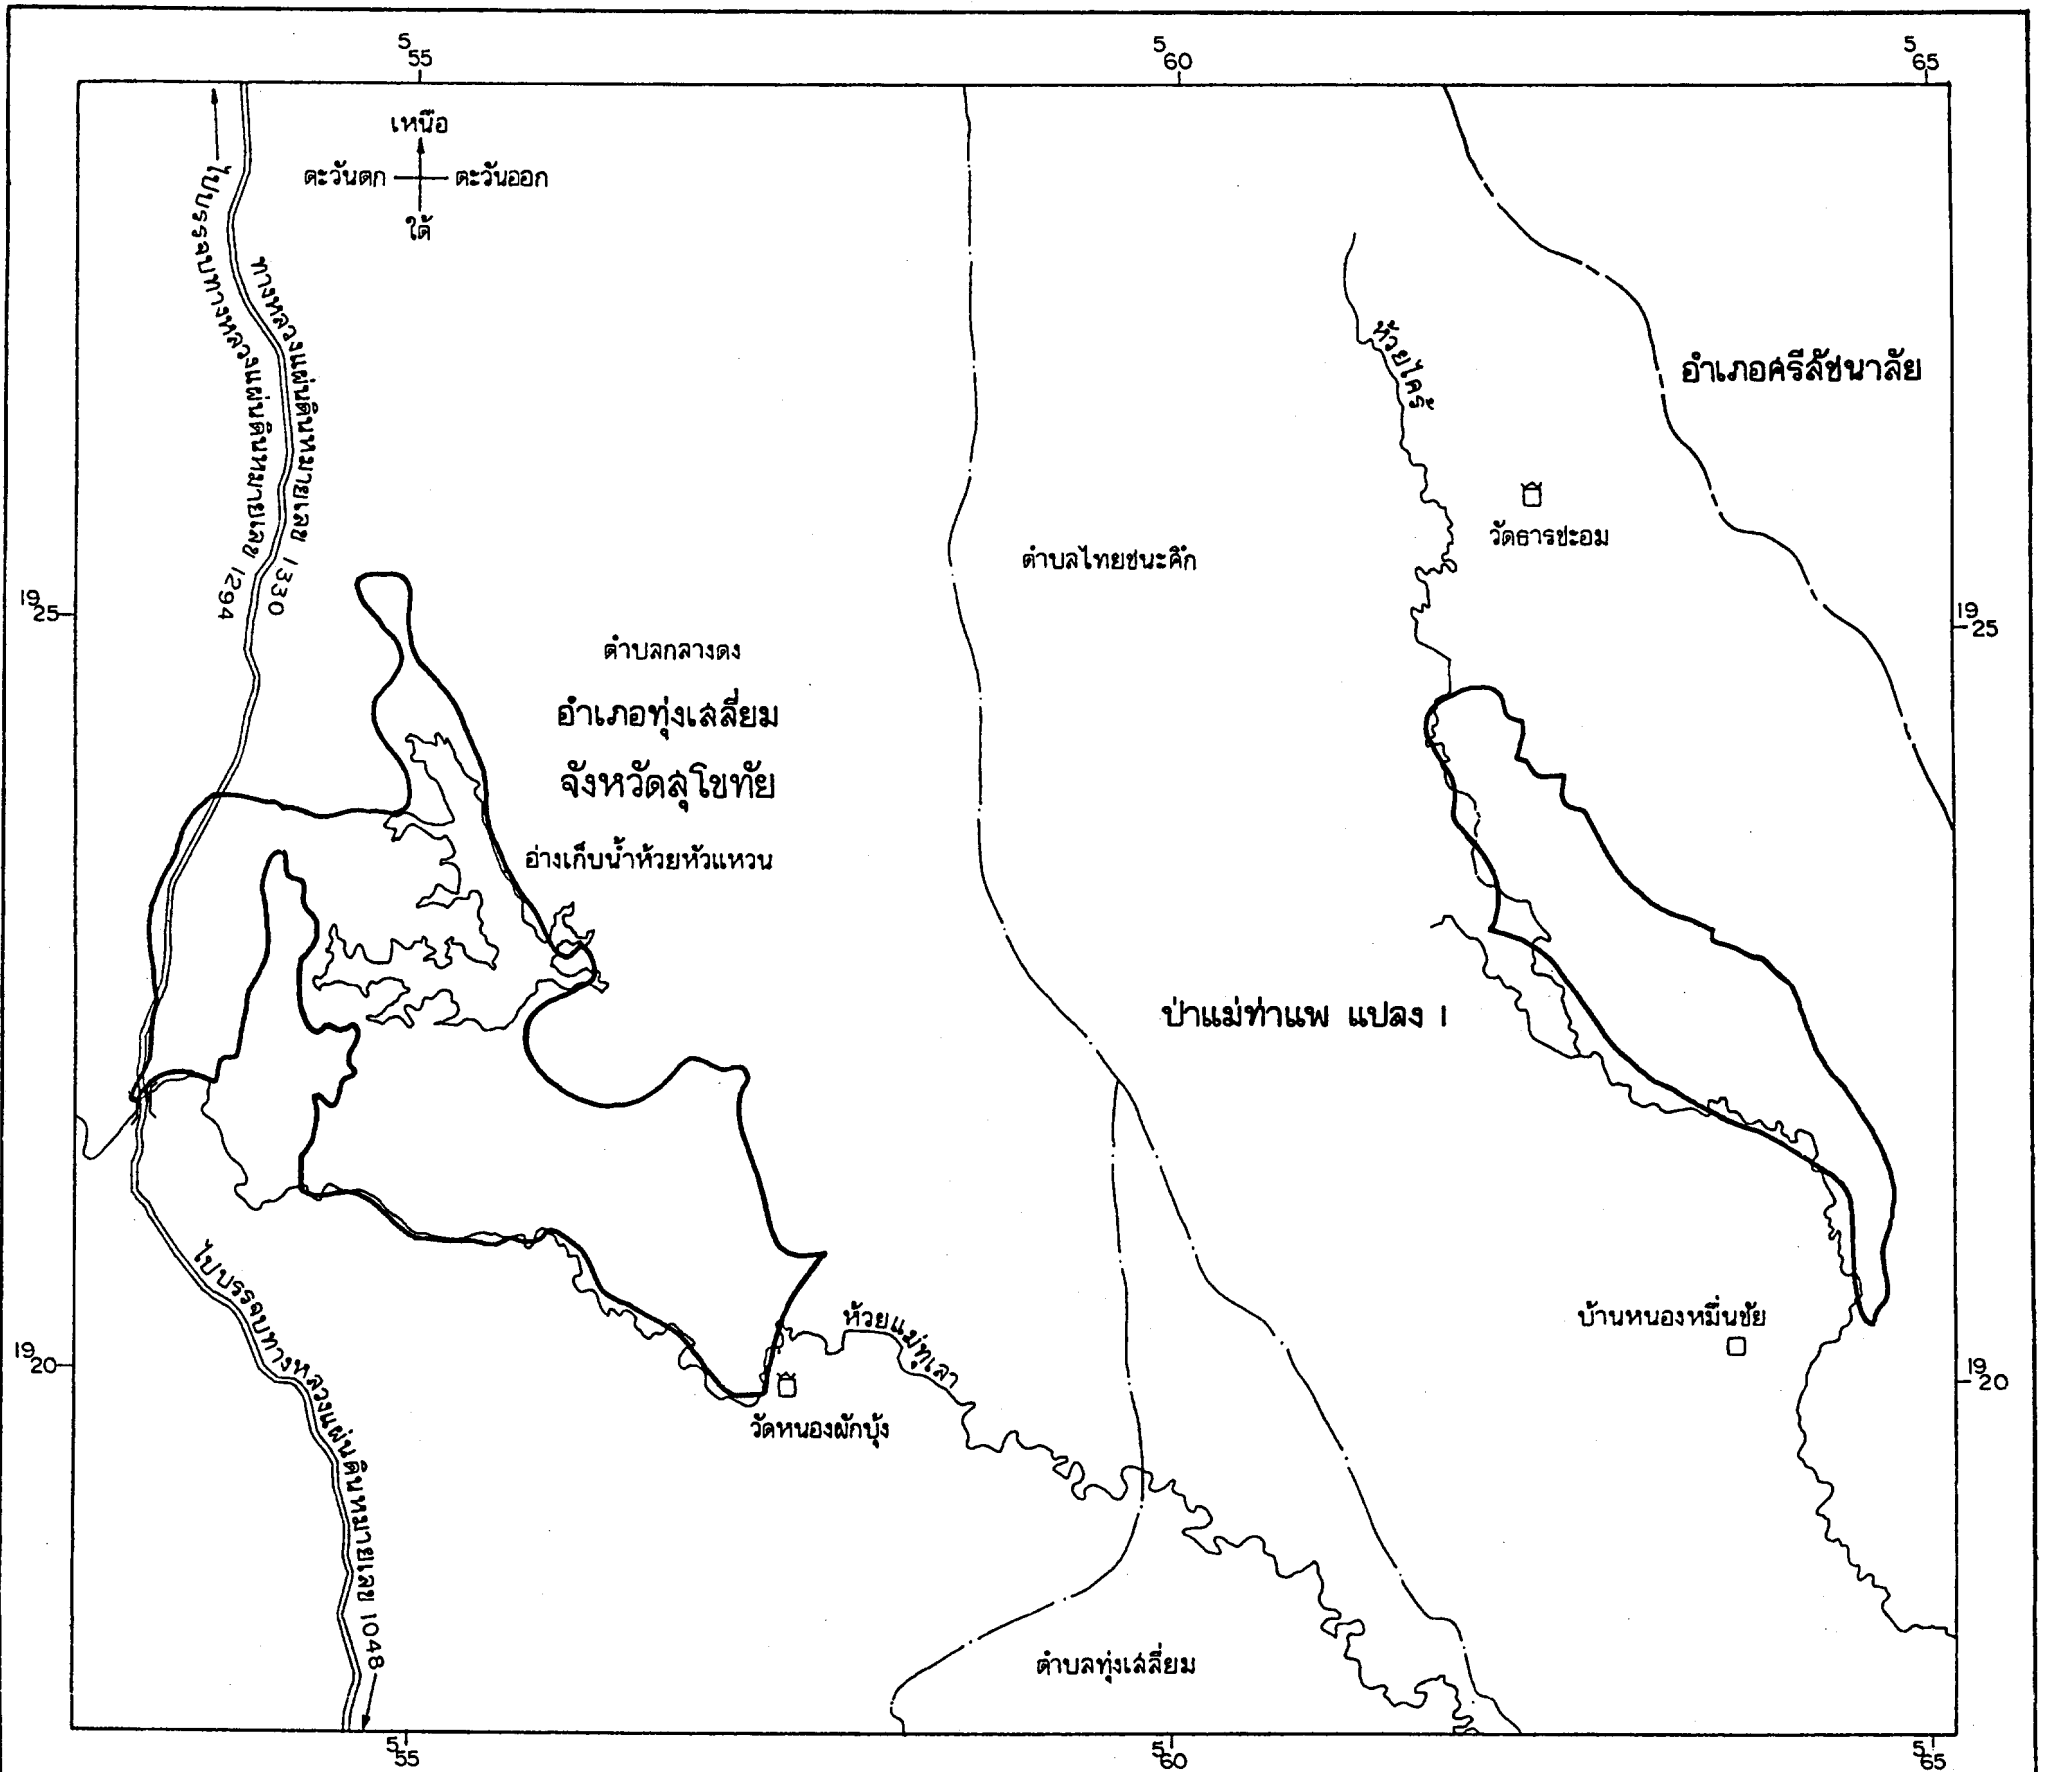 5 55
5 60
5 65
เหนือ
ตะวันตก ตะวันออก
ใต้
ไปบรรจบทางหลวงแผ่นดินหมายเลข 1294
ทางหลวงแผ่นดินหมายเลข 1330
ห้วยไคร้
อำเภอศรีสัชนาลัย
วัดธารชะอม
ตำบลไทยชนะศึก
19 25
19 25
ตำบลกลางดง
อำเภอทุ่งเสลี่ยม
จังหวัดสุโขทัย
อ่างเก็บน้ำห้วยหัวแหวน
ป่าแม่ท่าแพ แปลง 1
ไปบรรจบทางหลวงแผ่นดินหมายเลข 1048
ห้วยแม่ทุเลา
บ้านหนองหมื่นชัย
19 20
19 20
วัดหนองผักบุ้ง
ตำบลทุ่งเสลี่ยม
5 55
5 60
5 65